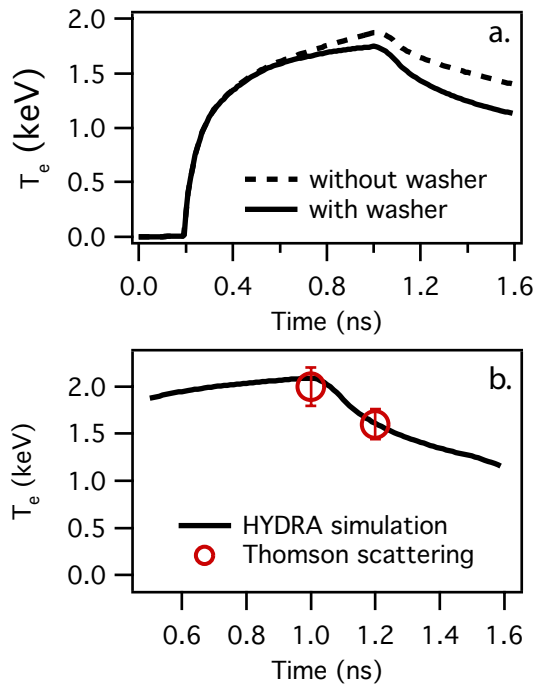 a.
2.0
1.5
1.0
0.5
0.0
T_e (keV)
without washer
with washer
0.0 0.4 0.8 1.2 1.6
Time (ns)
b.
2.0
1.5
1.0
0.5
0.0
T_e (keV)
HYDRA simulation
Thomson scattering
0.6 0.8 1.0 1.2 1.4 1.6
Time (ns)